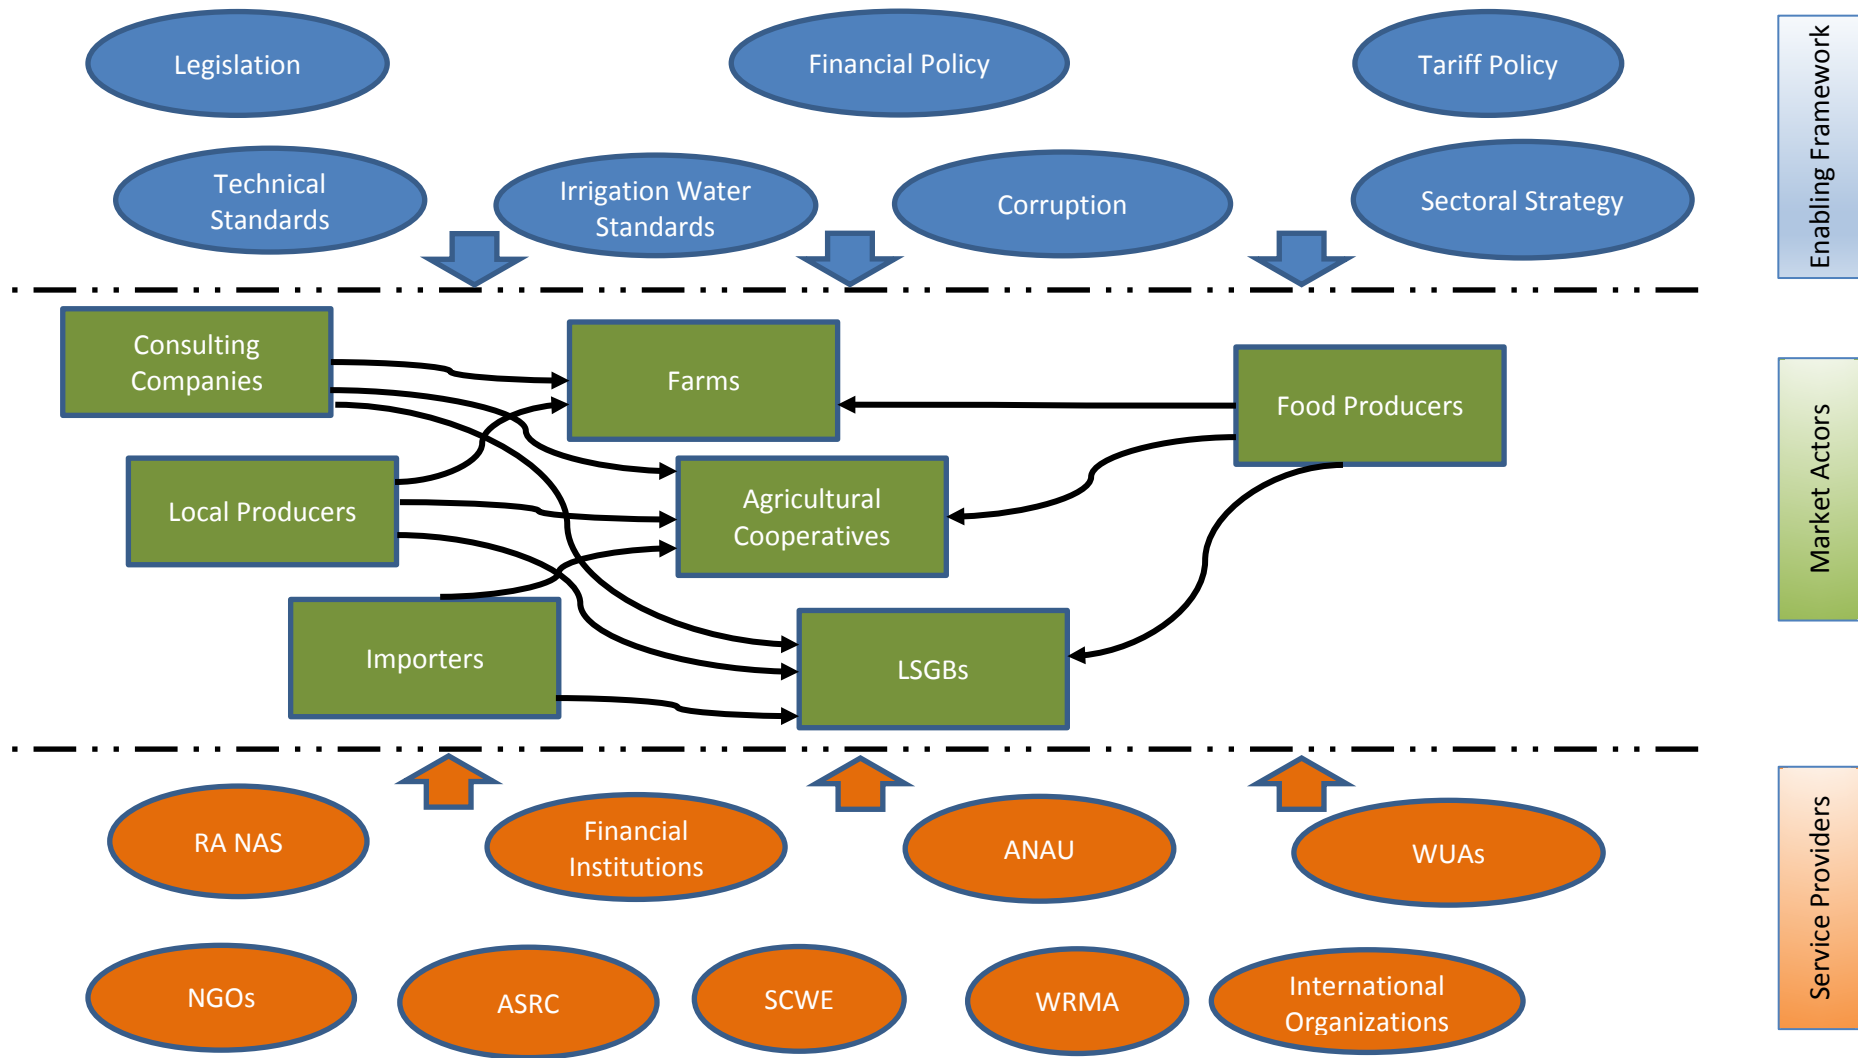 Legislation
Financial Policy
Tariff Policy
Technical
Standards
Irrigation Water
Standards
Corruption
Sectoral Strategy
Enabling Framework
Consulting
Companies
Farms
Food Producers
Local Producers
Agricultural
Cooperatives
Importers
LSGBs
Market Actors
RA NAS
Financial
Institutions
ANAU
WUAs
NGOs
ASRC
SCWE
WRMA
International
Organizations
Service Providers